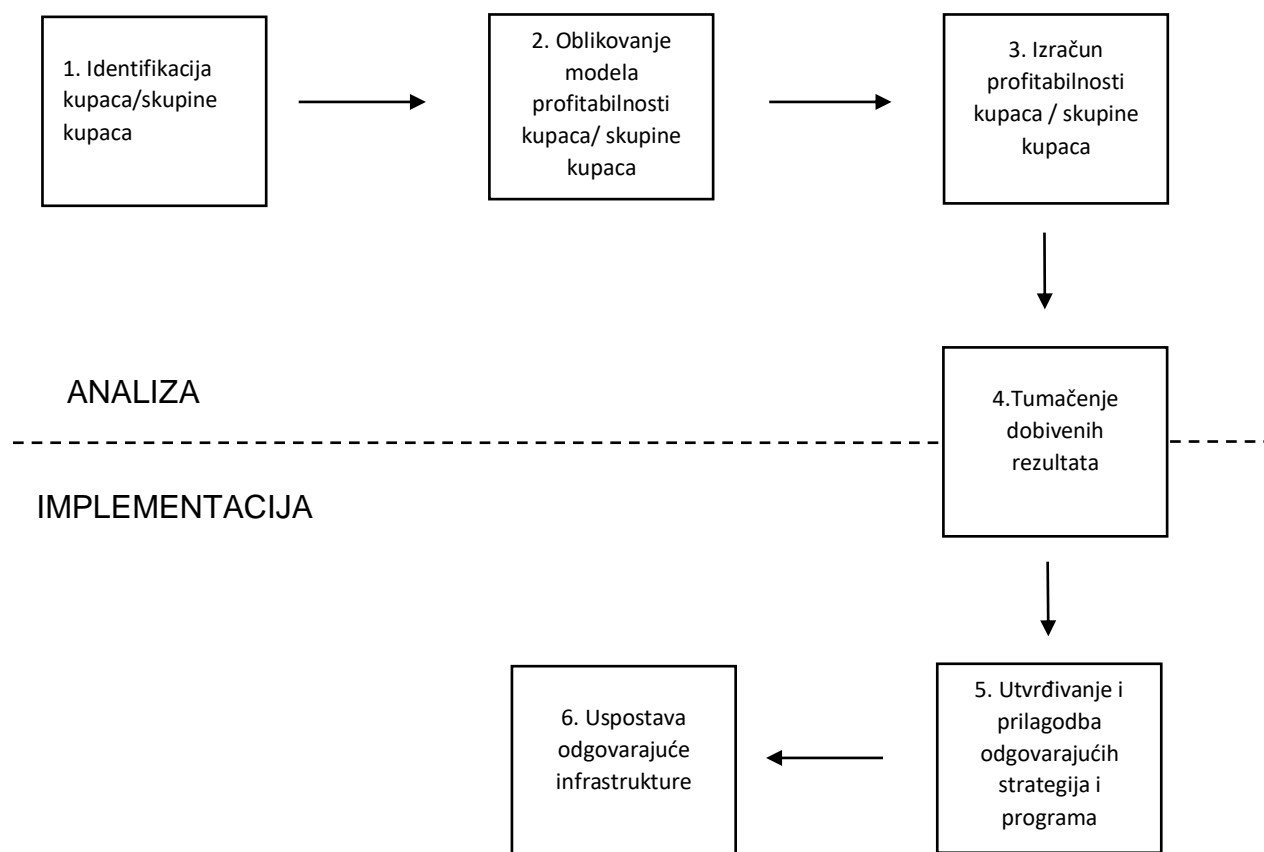 1. Identifikacija
kupaca/skupine
kupaca
2. Oblikovanje
modela
profitabilnosti
kupaca/ skupine
kupaca
3. Izračun
profitabilnosti
kupaca / skupine
kupaca
ANALIZA
4.Tumačenje
dobivenih
rezultata
IMPLEMENTACIJA
5. Utvrđivanje i
prilagodba
odgovarajućih
strategija i
programa
6. Uspostava
odgovarajuće
infrastrukture